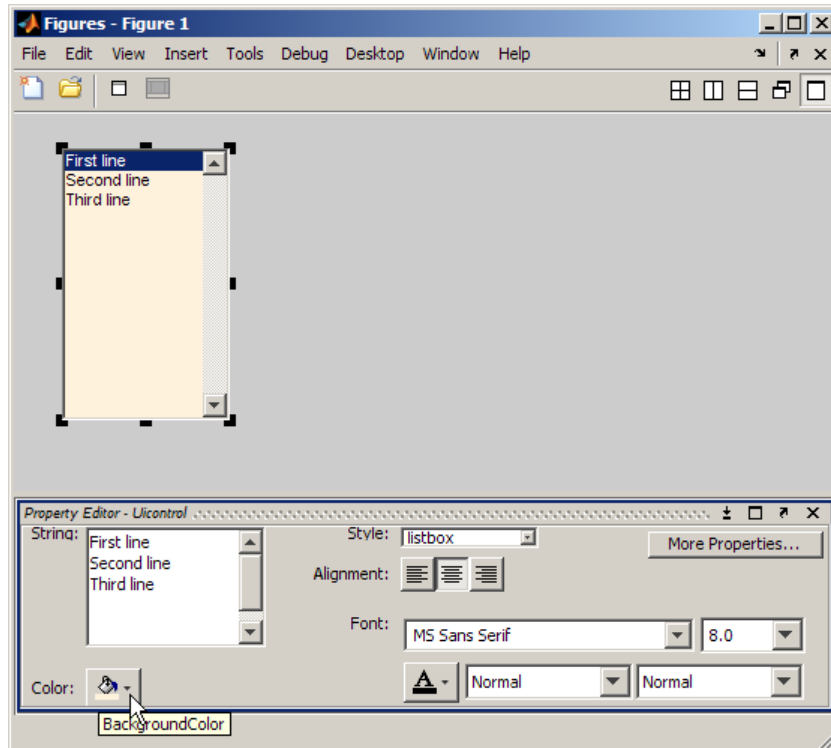 Figures - Figure 1
File Edit View Insert Tools Debug Desktop Window Help
First line
Second line
Third line
Property Editor - Uicontrol
String:
First line
Second line
Third line
Style: listbox
More Properties...
Alignment:
Font: MS Sans Serif 8.0
Color:
A Normal Normal
BackgroundColor